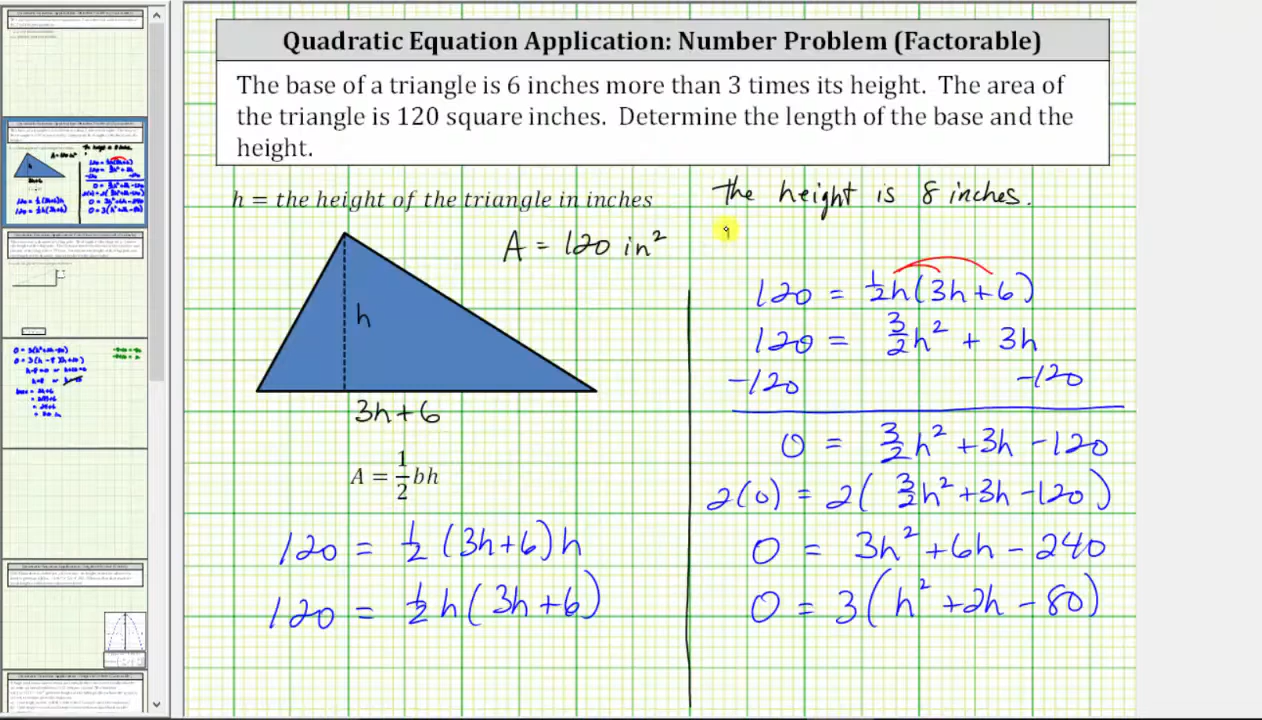 Quadratic Equation Application: Number Problem (Factorable)
The base of a triangle is 6 inches more than 3 times its height. The area of
the triangle is 120 square inches. Determine the length of the base and the
height.
h = the height of the triangle in inches
A = 120 in²
h
3h + 6
A = 1/2 bh
120 = 1/2 (3h+6) h
120 = 1/2 h (3h+6)
the height is 8 inches.
120 = 1/2 h (3h+6)
120 = 3/2 h² + 3h
-120 -120
0 = 3/2 h² + 3h - 120
2(0) = 2( 3/2 h² + 3h - 120 )
0 = 3h² + 6h - 240
0 = 3( h² + 2h - 80 )